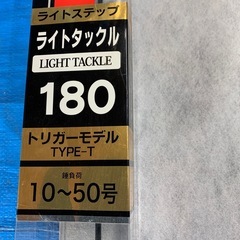 ライトステップ
ライトタックル
LIGHT TACKLE
180
トリガーモデル
TYPE-T
錘負荷
10〜50号